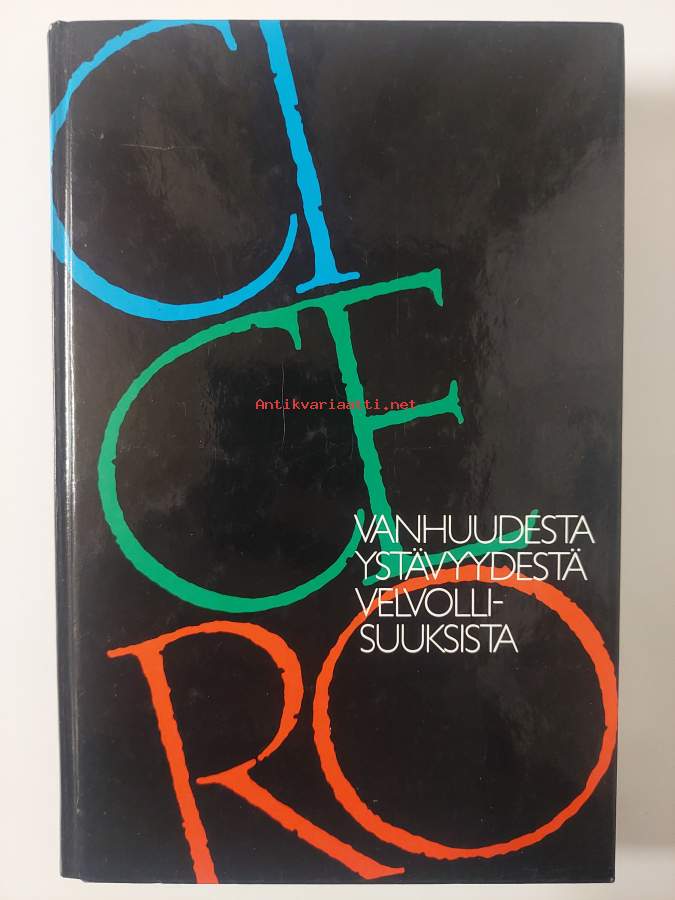 CI
CE
Antikvariaatti.net
VANHUUDESTA
YSTÄVYYDESTÄ
VELVOLLI-
SUUKSISTA
RO